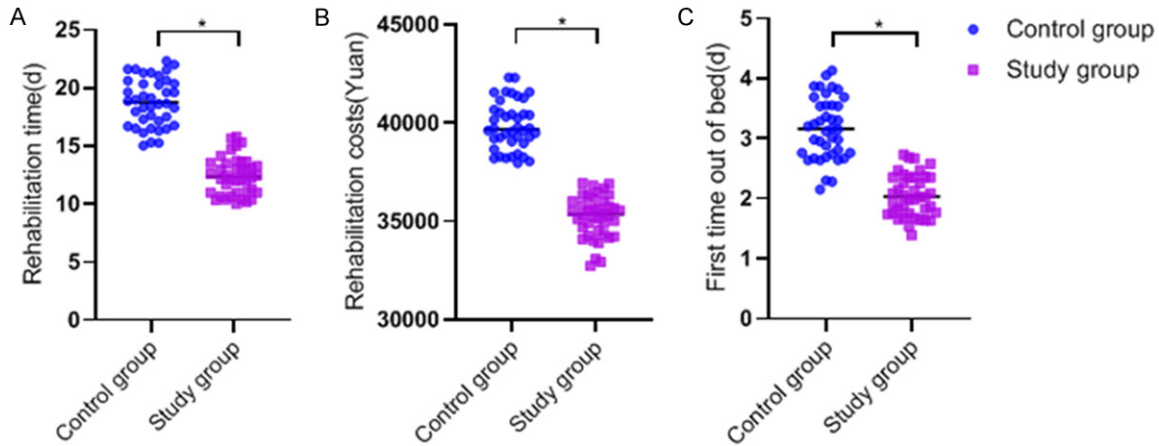 A
Rehabilitation time(d)
25
20
15
10
5
0
*
Control group
Study group
B
Rehabilitation costs(Yuan)
45000
40000
35000
30000
*
Control group
Study group
C
First time out of bed(d)
5
4
3
2
1
0
*
Control group
Study group
Control group
Study group